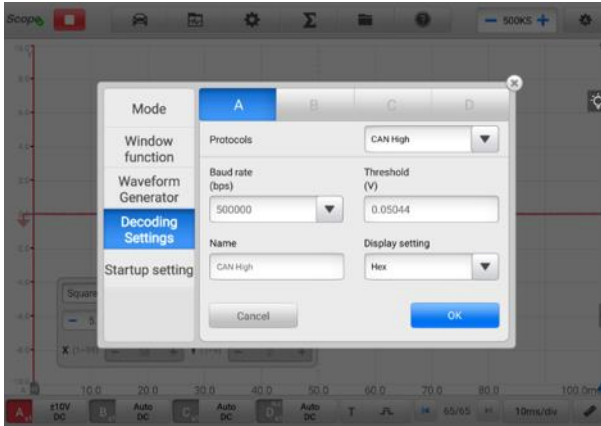 Scope
500KS
A
B
C
D
Mode
Window
function
Waveform
Generator
Decoding
Settings
Startup setting
Protocols
CAN High
Baud rate
(bps)
Threshold
(V)
500000
0.05044
Name
Display setting
CAN High
Hex
Cancel
OK
Square
10.0
20.0
30.0
40.0
50.0
60.0
70.0
80.0
100.0m
A
±10V
DC
B
Auto
DC
C
Auto
DC
D
Auto
DC
T
65/65
10ms/div